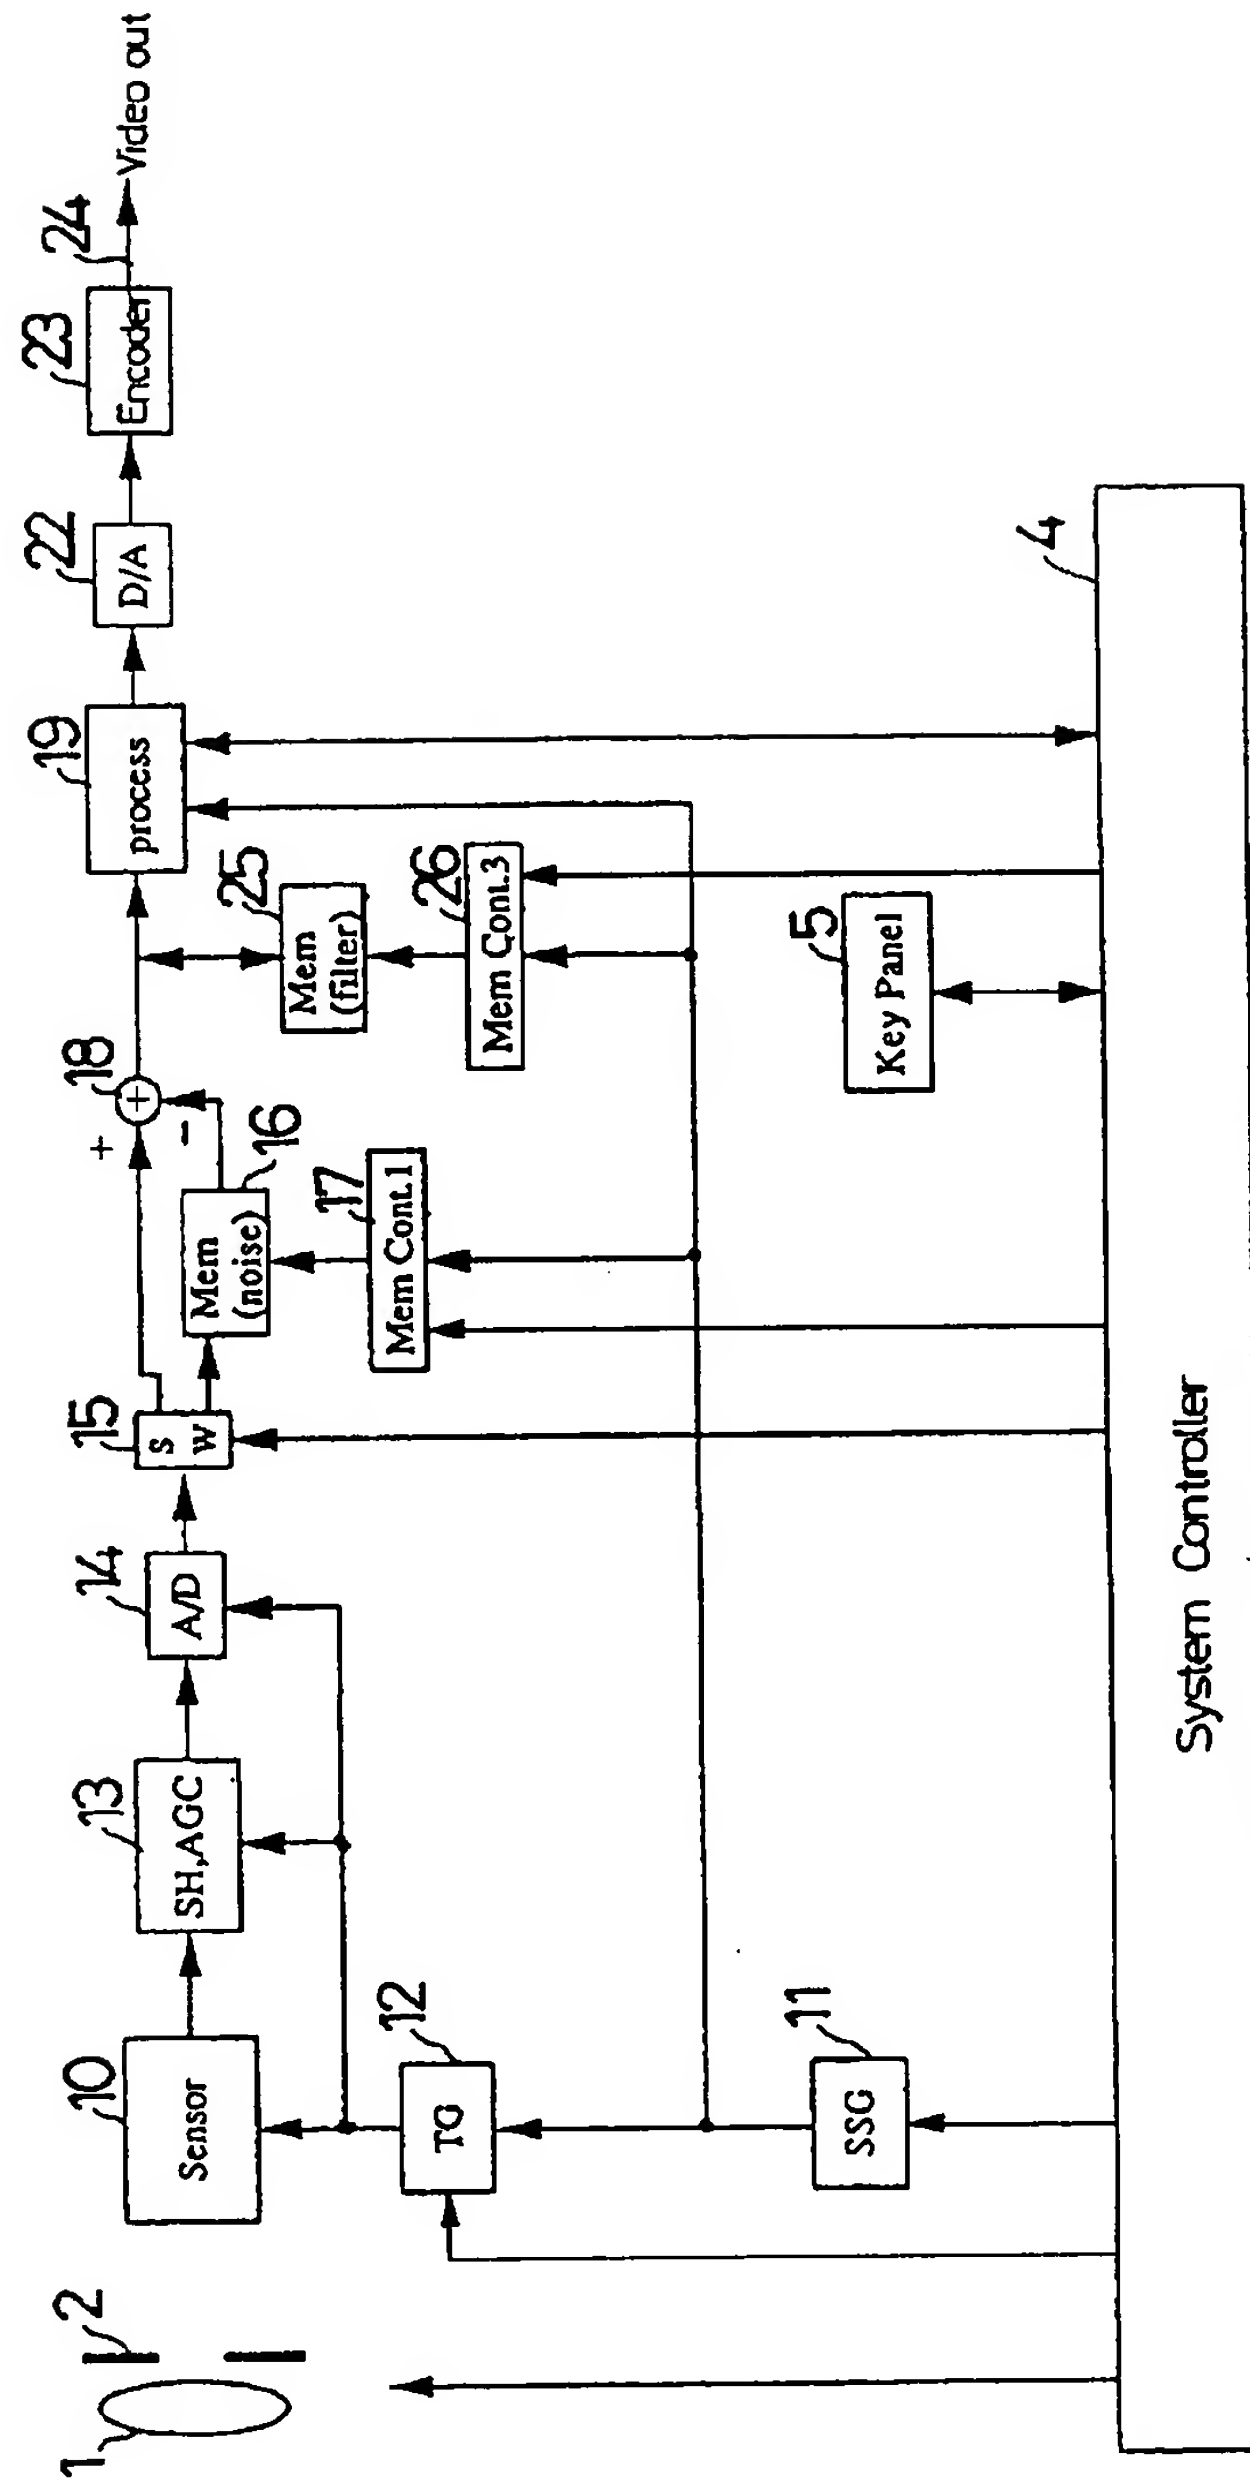 1
2
10
Sensor
13
SH,AGC
14
A/D
15
S
W
+
18
+
−
16
Mem
(noise)
17
Mem Cont.1
25
Mem
(filter)
26
Mem Cont.3
19
process
22
D/A
23
Encoder
24
Video out
12
TG
11
SSG
5
Key Panel
4
System Controller